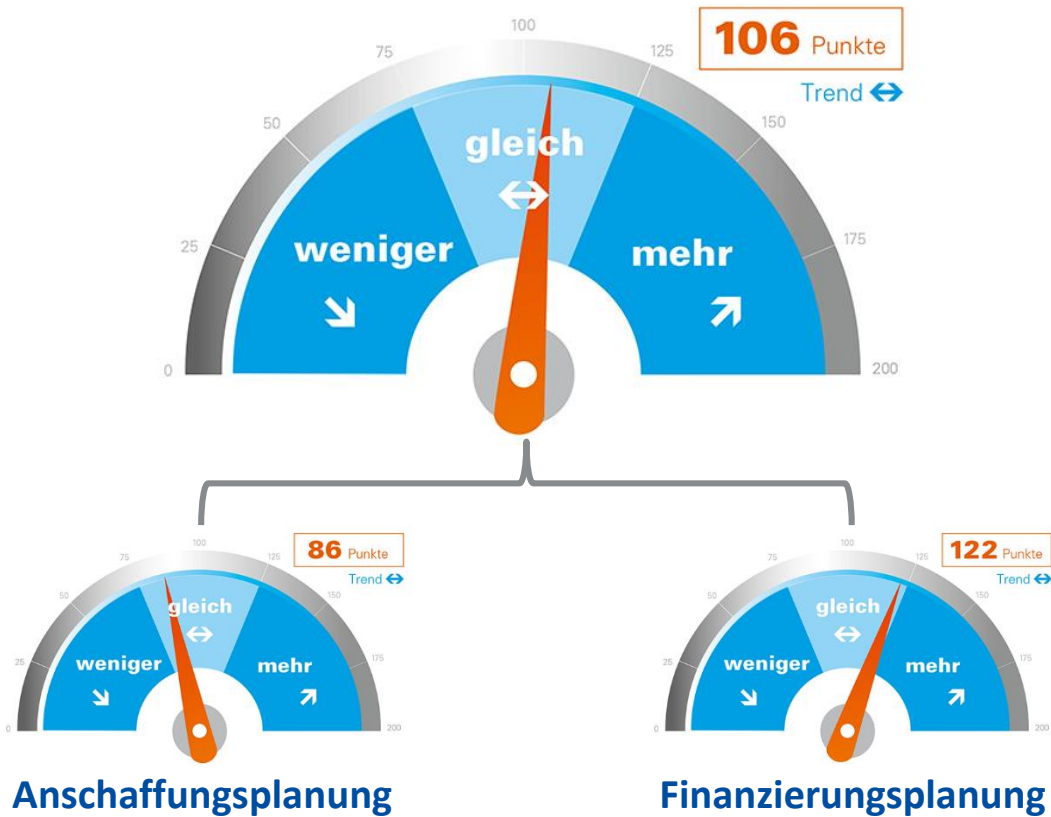 100
106 Punkte
75
125
Trend
50
150
gleich
weniger
mehr
25
175
0
200
86 Punkte
100
75
125
Trend
50
150
gleich
weniger
mehr
25
175
0
200
122 Punkte
100
75
125
Trend
50
150
gleich
weniger
mehr
25
175
0
200
Anschaffungsplanung
Finanzierungsplanung